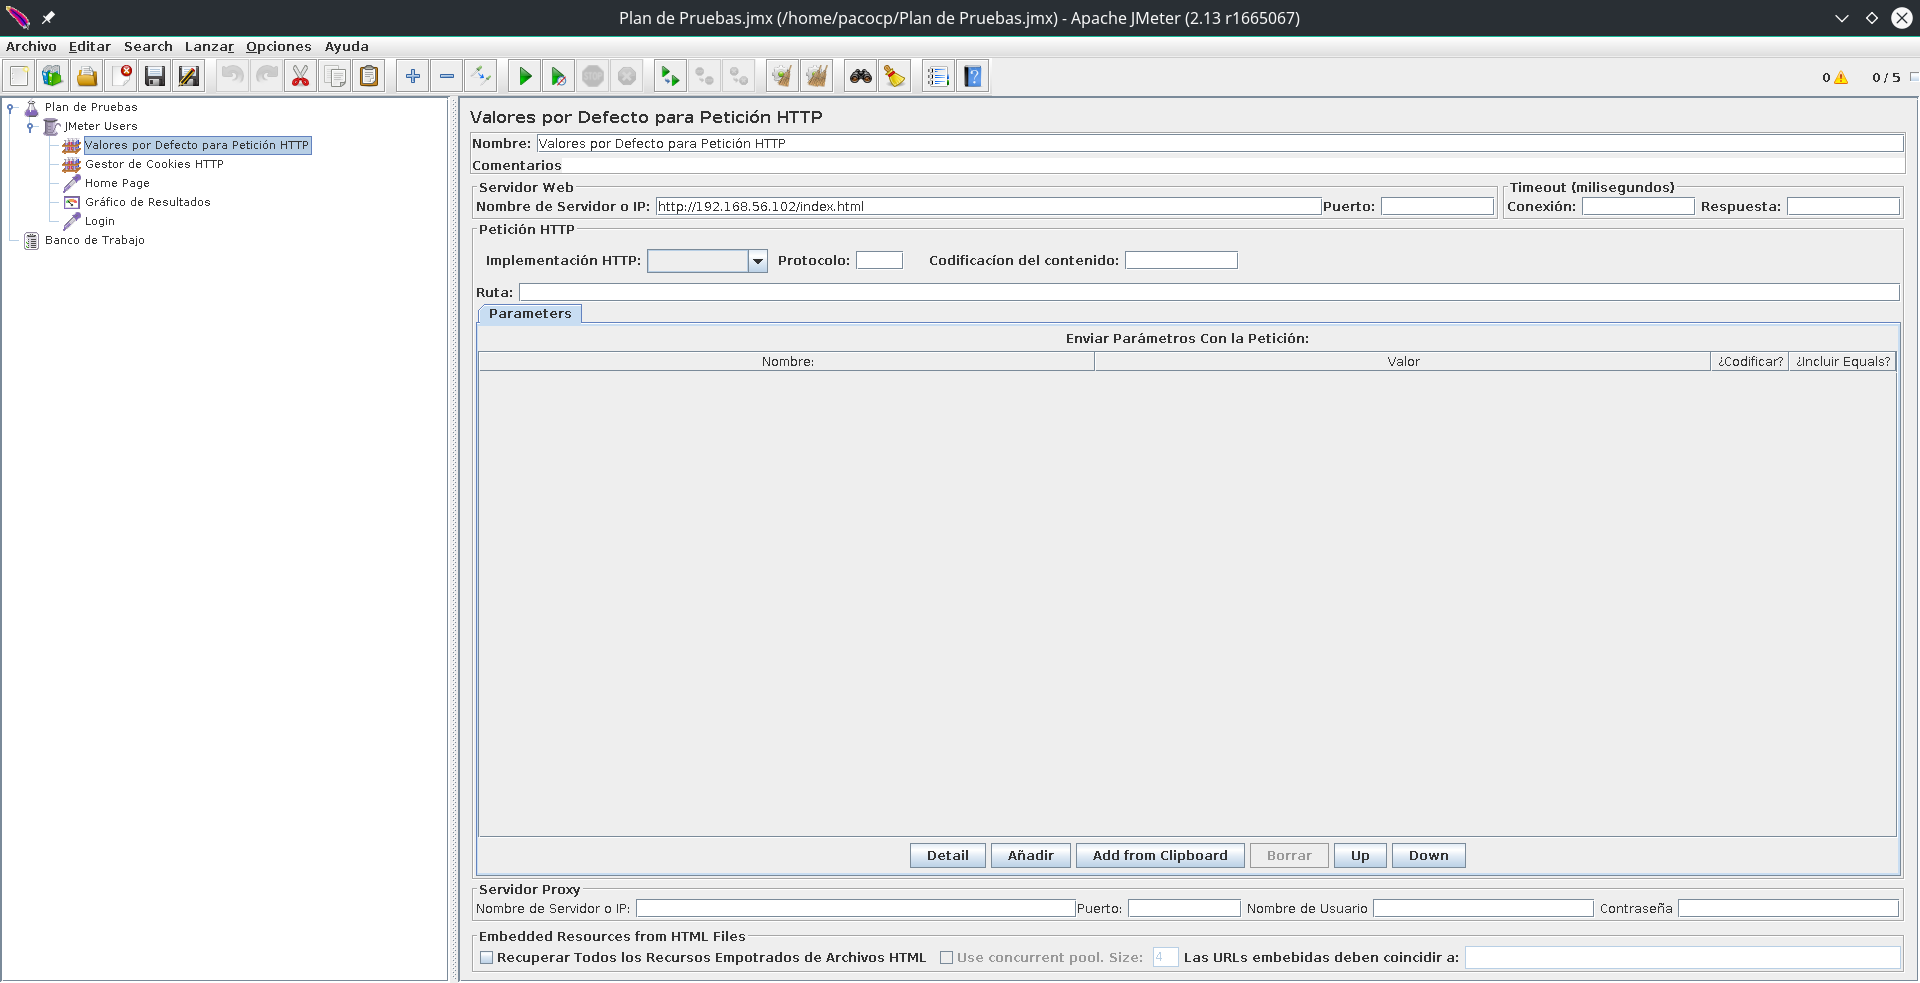 Plan de Pruebas.jmx (/home/pacocp/Plan de Pruebas.jmx) - Apache JMeter (2.13 r1665067)
Archivo Editar Search Lanzar Opciones Ayuda
STOP
0 0 / 5
Plan de Pruebas
JMeter Users
Valores por Defecto para Petición HTTP
Gestor de Cookies HTTP
Home Page
Gráfico de Resultados
Login
Banco de Trabajo
Valores por Defecto para Petición HTTP
Nombre: Valores por Defecto para Petición HTTP
Comentarios
Servidor Web
Nombre de Servidor o IP: http://192.168.56.102/index.html Puerto:
Timeout (milisegundos)
Conexión: Respuesta:
Petición HTTP
Implementación HTTP: Protocolo: Codificacíon del contenido:
Ruta:
Parameters
Enviar Parámetros Con la Petición:
Nombre: Valor ¿Codificar? ¿Incluir Equals?
Detail Añadir Add from Clipboard Borrar Up Down
Servidor Proxy
Nombre de Servidor o IP: Puerto: Nombre de Usuario Contraseña
Embedded Resources from HTML Files
Recuperar Todos los Recursos Empotrados de Archivos HTML Use concurrent pool. Size: 4 Las URLs embebidas deben coincidir a: